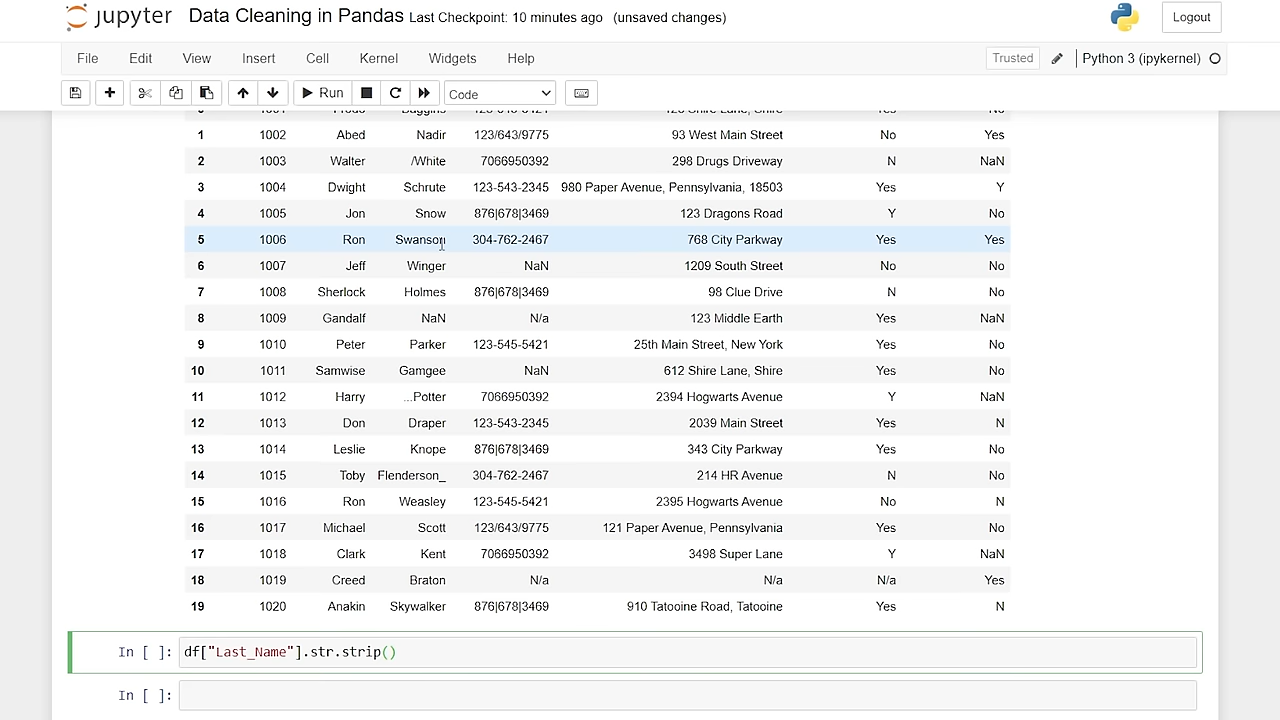 jupyter Data Cleaning in Pandas Last Checkpoint: 10 minutes ago (unsaved changes) Logout
File Edit View Insert Cell Kernel Widgets Help Trusted Python 3 (ipykernel)
Run Code
1 1002 Abed Nadir 123/643/9775 93 West Main Street No Yes
2 1003 Walter /White 7066950392 298 Drugs Driveway N NaN
3 1004 Dwight Schrute 123-543-2345 980 Paper Avenue, Pennsylvania, 18503 Yes Y
4 1005 Jon Snow 876|678|3469 123 Dragons Road Y No
5 1006 Ron Swanson 304-762-2467 768 City Parkway Yes Yes
6 1007 Jeff Winger NaN 1209 South Street No No
7 1008 Sherlock Holmes 876|678|3469 98 Clue Drive N No
8 1009 Gandalf NaN N/a 123 Middle Earth Yes NaN
9 1010 Peter Parker 123-545-5421 25th Main Street, New York Yes No
10 1011 Samwise Gamgee NaN 612 Shire Lane, Shire Yes No
11 1012 Harry ...Potter 7066950392 2394 Hogwarts Avenue Y NaN
12 1013 Don Draper 123-543-2345 2039 Main Street Yes N
13 1014 Leslie Knope 876|678|3469 343 City Parkway Yes No
14 1015 Toby Flenderson_ 304-762-2467 214 HR Avenue N No
15 1016 Ron Weasley 123-545-5421 2395 Hogwarts Avenue No N
16 1017 Michael Scott 123/643/9775 121 Paper Avenue, Pennsylvania Yes No
17 1018 Clark Kent 7066950392 3498 Super Lane Y NaN
18 1019 Creed Braton N/a N/a N/a Yes
19 1020 Anakin Skywalker 876|678|3469 910 Tatooine Road, Tatooine Yes N
In [ ]: df["Last_Name"].str.strip()
In [ ]: